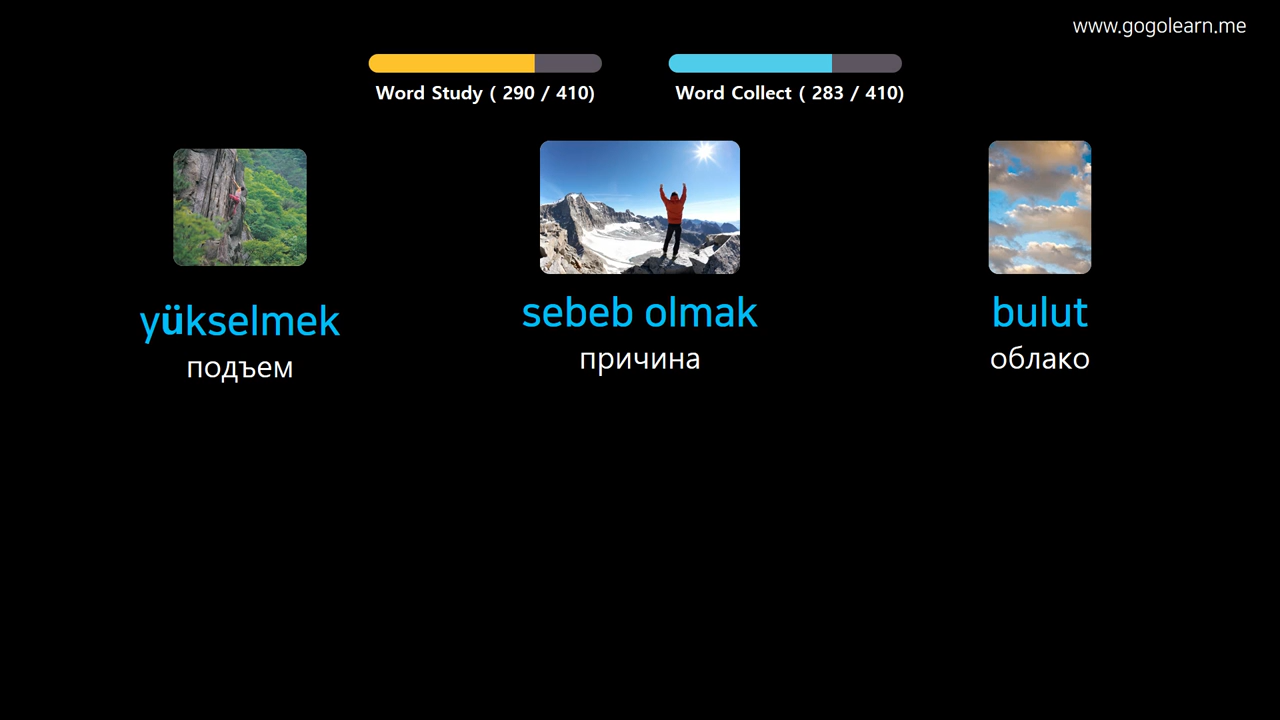 www.gogolearn.me
Word Study ( 290 / 410)
Word Collect ( 283 / 410)
yükselmek
подъем
sebeb olmak
причина
bulut
облако